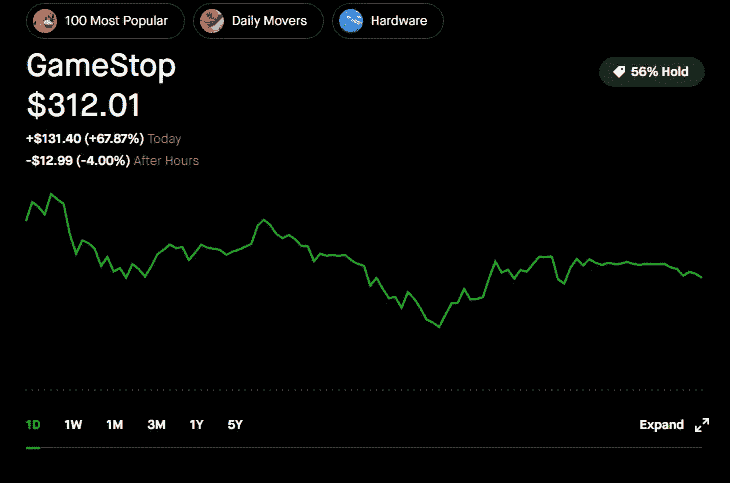 100 Most Popular Daily Movers Hardware
GameStop
56% Hold
$312.01
+$131.40 (+67.87%) Today
-$12.99 (-4.00%) After Hours
1D 1W 1M 3M 1Y 5Y Expand